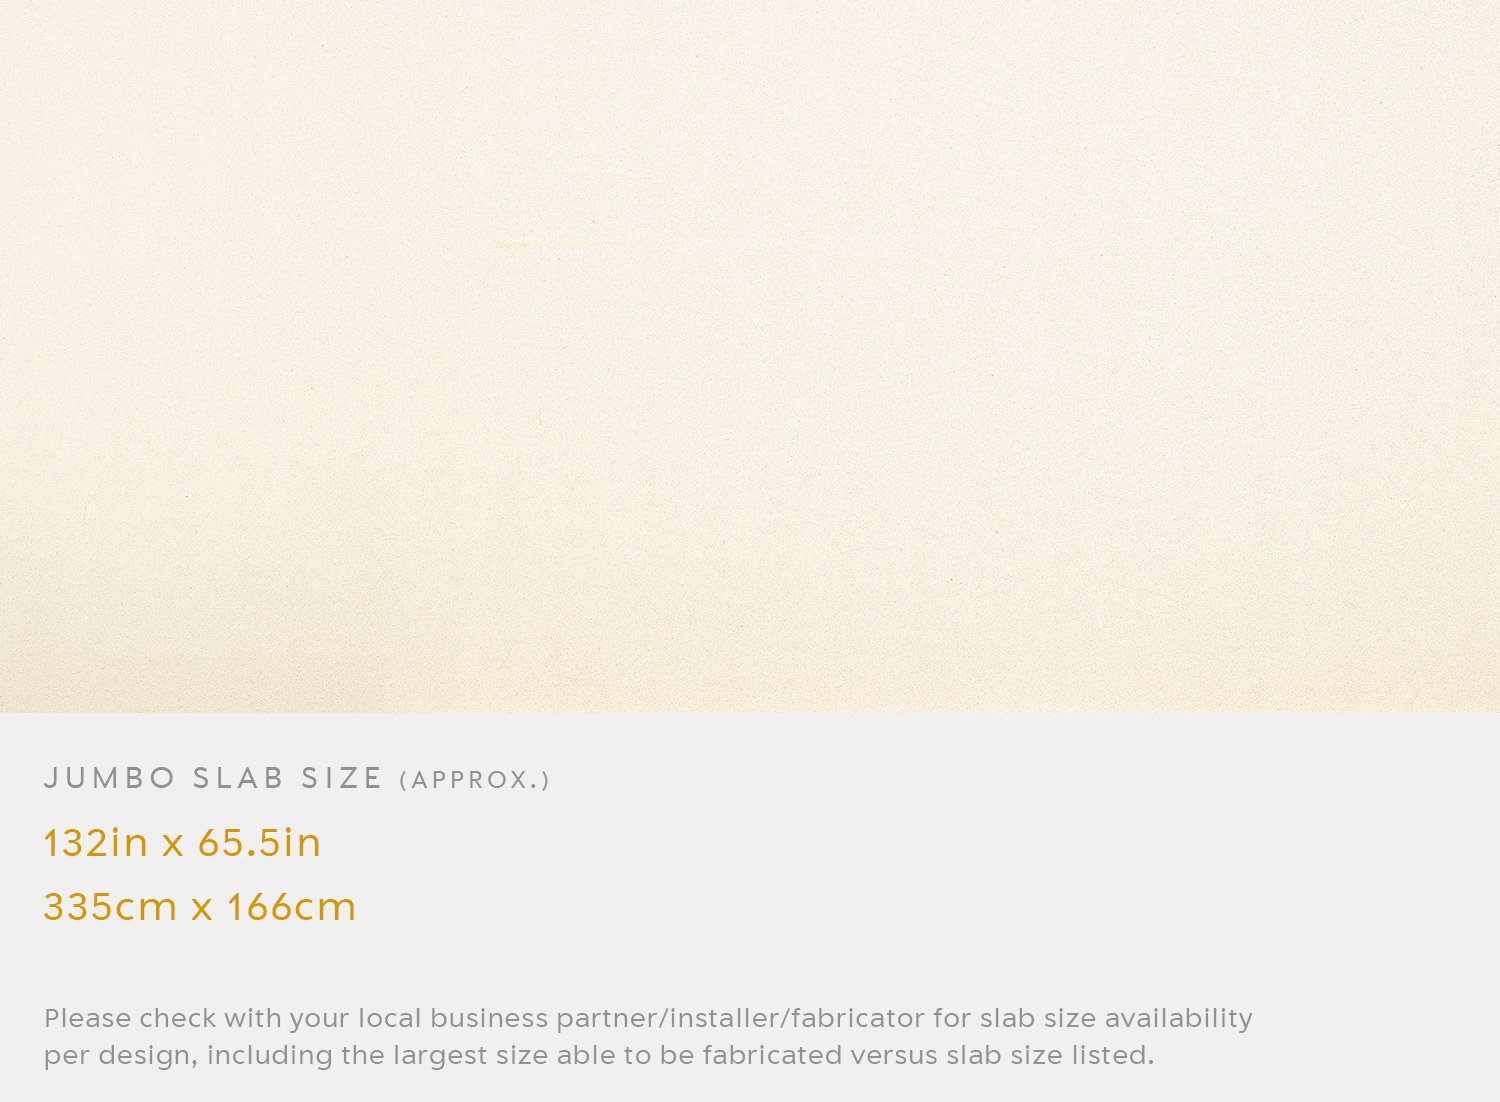 JUMBO SLAB SIZE (APPROX.)
132in x 65.5in
335cm x 166cm
Please check with your local business partner/installer/fabricator for slab size availability
per design, including the largest size able to be fabricated versus slab size listed.